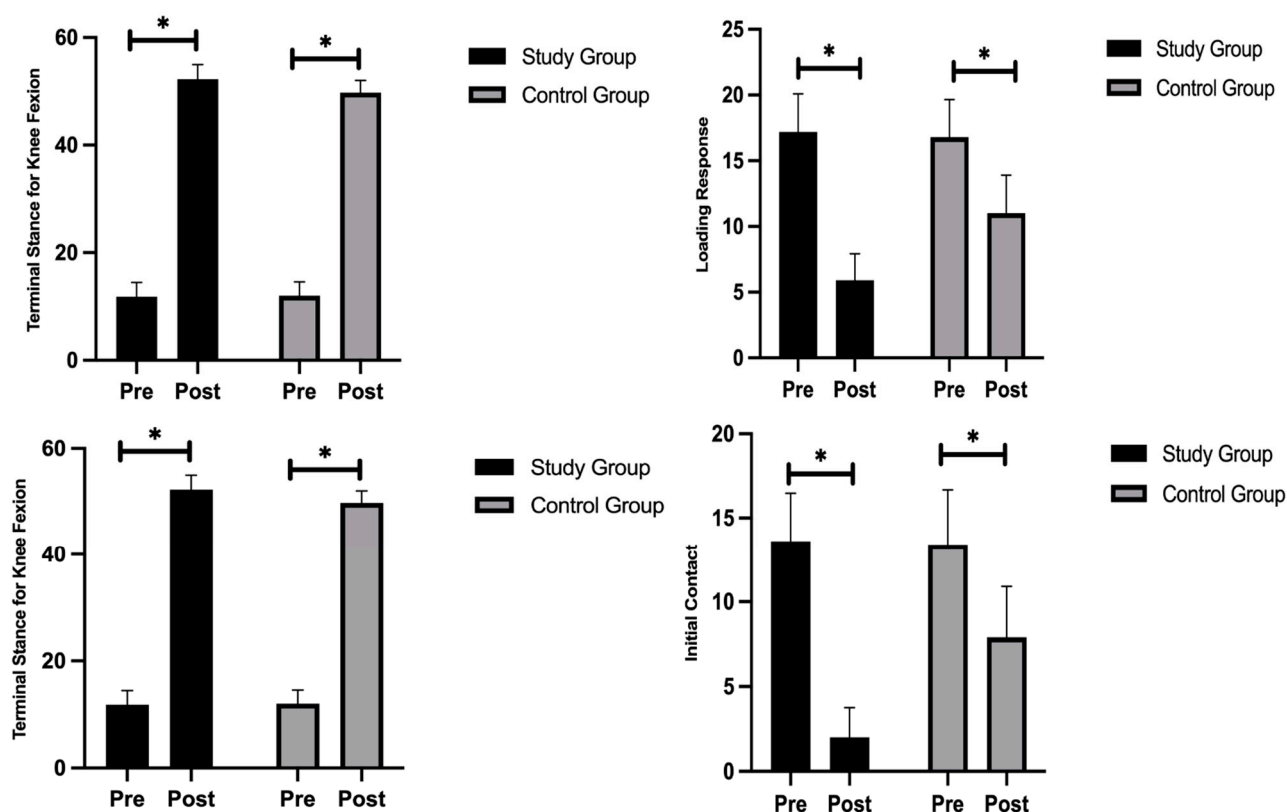 Terminal Stance for Knee Fexion
60
40
20
0
*
*
Pre Post Pre Post
Study Group
Control Group
Loading Response
25
20
15
10
5
0
*
*
Pre Post Pre Post
Study Group
Control Group
Terminal Stance for Knee Fexion
60
40
20
0
*
*
Pre Post Pre Post
Study Group
Control Group
Initial Contact
20
15
10
5
0
*
*
Pre Post Pre Post
Study Group
Control Group